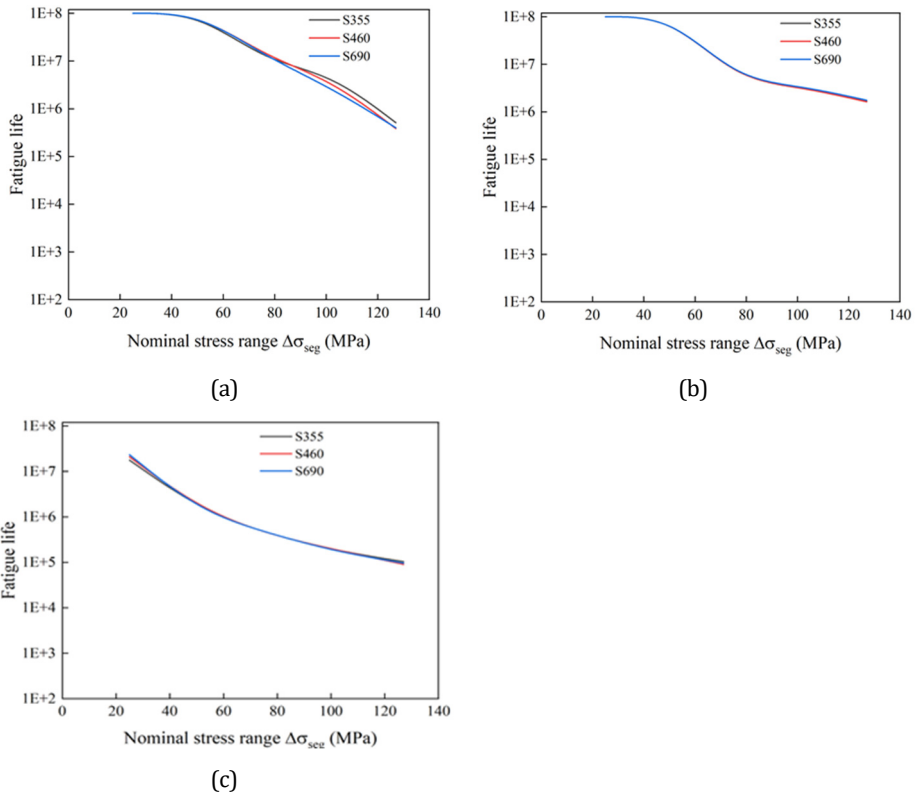 1E+8
1E+7
1E+6
1E+5
1E+4
1E+3
1E+2
Fatigue life
S355
S460
S690
0 20 40 60 80 100 120 140
Nominal stress range Δσseg (MPa)
(a)
1E+8
1E+7
1E+6
1E+5
1E+4
1E+3
1E+2
Fatigue life
S355
S460
S690
0 20 40 60 80 100 120 140
Nominal stress range Δσseg (MPa)
(b)
1E+8
1E+7
1E+6
1E+5
1E+4
1E+3
1E+2
Fatigue life
S355
S460
S690
0 20 40 60 80 100 120 140
Nominal stress range Δσseg (MPa)
(c)